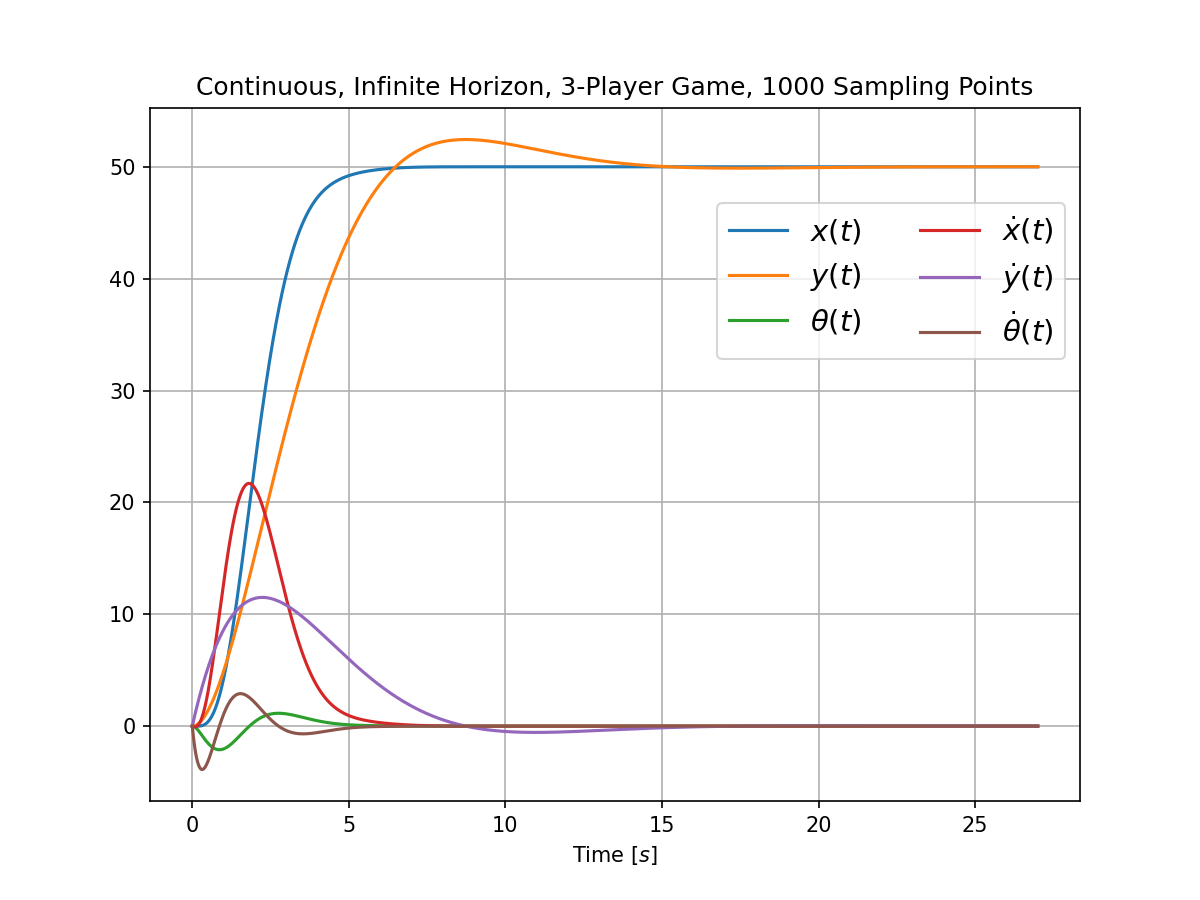 Continuous, Infinite Horizon, 3-Player Game, 1000 Sampling Points
50
40
30
20
10
0
x(t)
y(t)
θ(t)
ẋ(t)
ẏ(t)
θ̇(t)
0 5 10 15 20 25
Time [s]